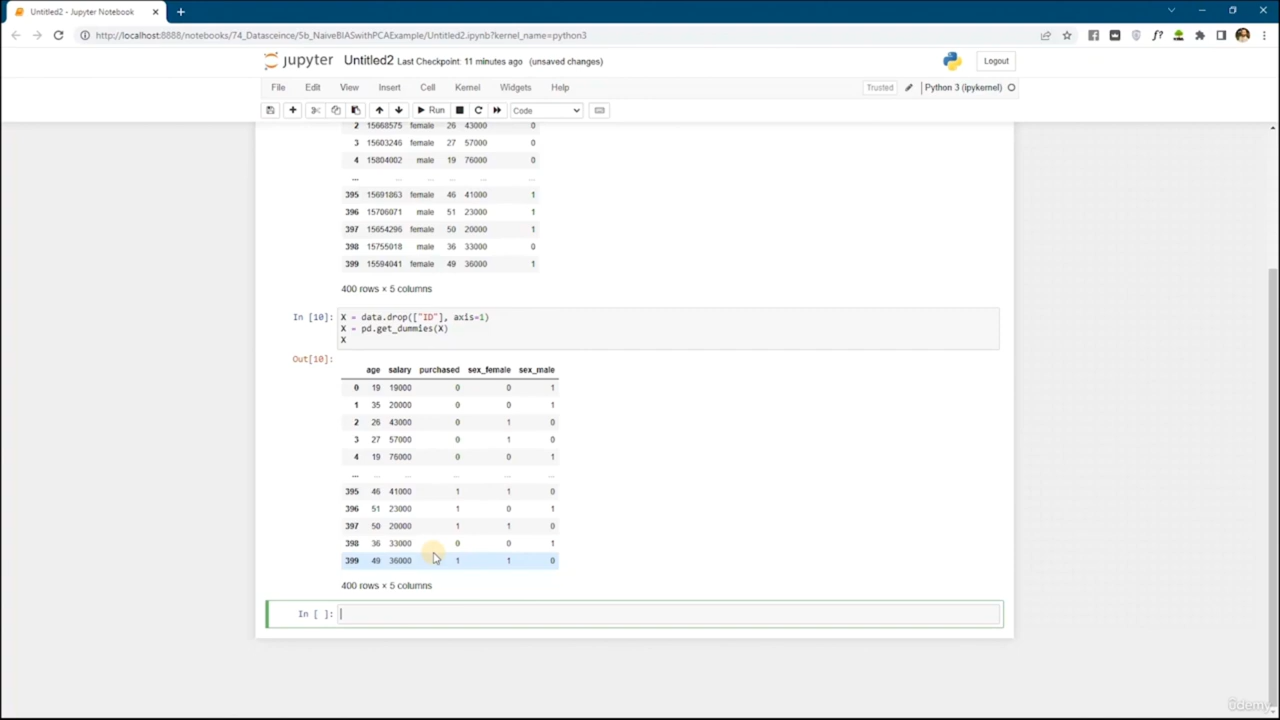 Untitled2 - Jupyter Notebook
http://localhost:8888/notebooks/74_Datasceince/5b_NaiveBIASwithPCAExample/Untitled2.ipynb?kernel_name=python3
f?
jupyter Untitled2 Last Checkpoint: 11 minutes ago (unsaved changes) Logout
File Edit View Insert Cell Kernel Widgets Help Trusted Python 3 (ipykernel)
Run Code
2 15668575 female 26 43000 0
3 15603246 female 27 57000 0
4 15804002 male 19 76000 0
... ... ... ... ... ...
395 15691863 female 46 41000 1
396 15706071 male 51 23000 1
397 15654296 female 50 20000 1
398 15755018 male 36 33000 0
399 15594041 female 49 36000 1
400 rows × 5 columns
In [10]: X = data.drop(["ID"], axis=1)
X = pd.get_dummies(X)
X
Out[10]:
age salary purchased sex_female sex_male
0 19 19000 0 0 1
1 35 20000 0 0 1
2 26 43000 0 1 0
3 27 57000 0 1 0
4 19 76000 0 0 1
... ... ... ... ... ...
395 46 41000 1 1 0
396 51 23000 1 0 1
397 50 20000 1 1 0
398 36 33000 0 0 1
399 49 36000 1 1 0
400 rows × 5 columns
In [ ]:
ûdemy